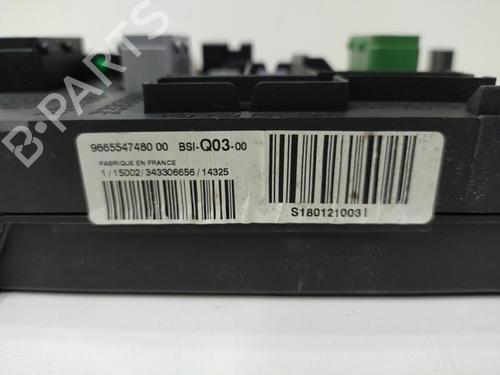 B-PARTS
9665547480 00 BSI-Q03-00
FABRIQUE EN FRANCE
1/15002/343306656/14325
S180121003I